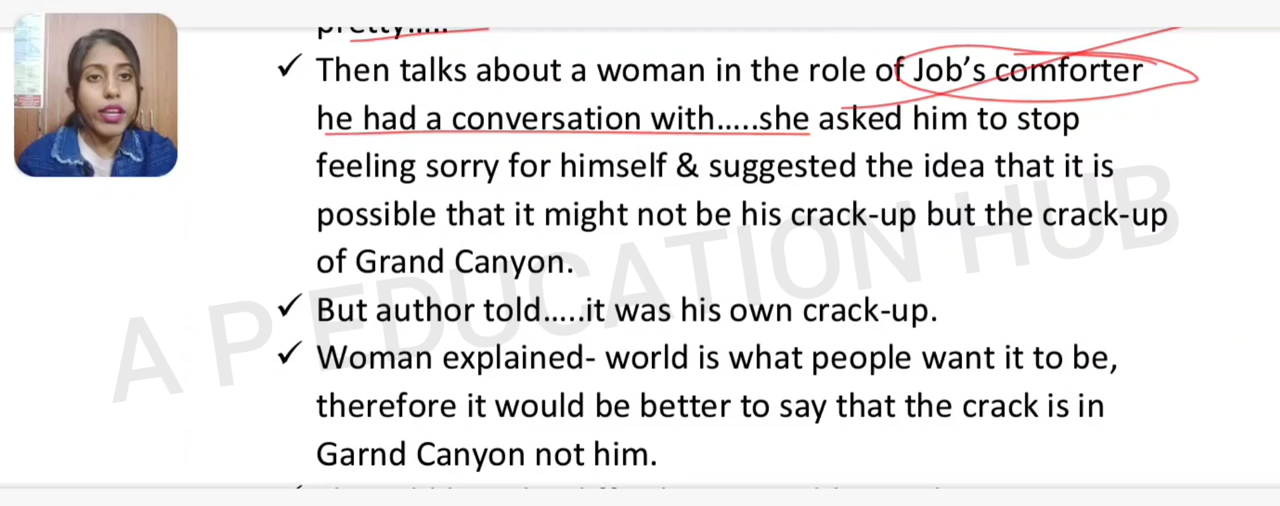 pretty.....
✓ Then talks about a woman in the role of Job's comforter
he had a conversation with.....she asked him to stop
feeling sorry for himself & suggested the idea that it is
possible that it might not be his crack-up but the crack-up
of Grand Canyon.
✓ But author told.....it was his own crack-up.
✓ Woman explained- world is what people want it to be,
therefore it would be better to say that the crack is in
Garnd Canyon not him.
A P EDUCATION HUB